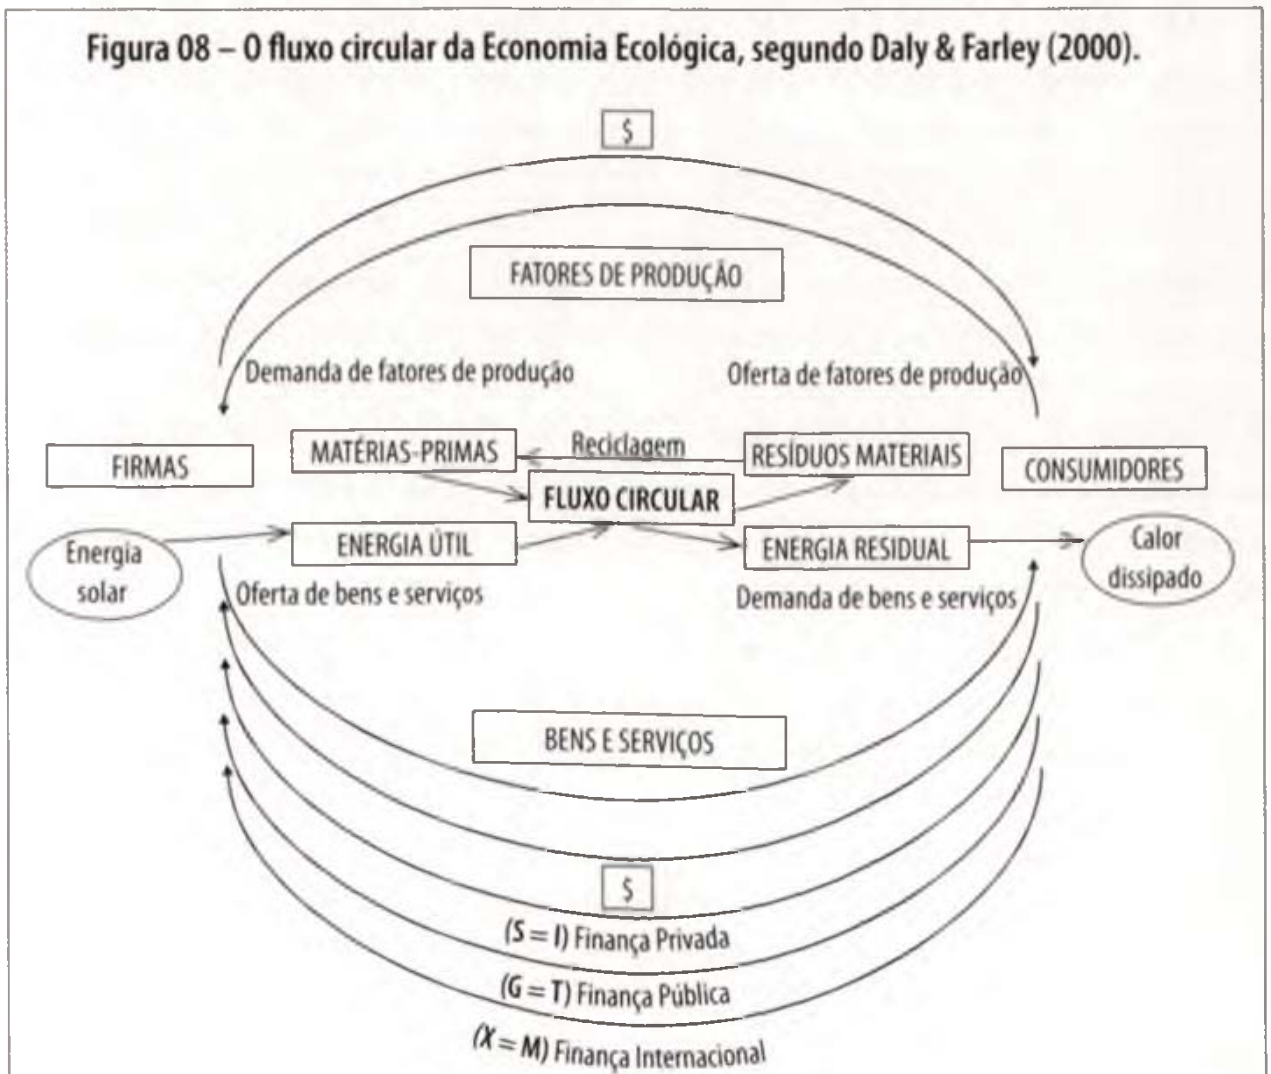 Figura 08 – O fluxo circular da Economia Ecológica, segundo Daly & Farley (2000).
$
FATORES DE PRODUÇÃO
Demanda de fatores de produção
Oferta de fatores de produção
FIRMAS
MATÉRIAS-PRIMAS
Reciclagem
RESÍDUOS MATERIAIS
CONSUMIDORES
FLUXO CIRCULAR
Energia
solar
ENERGIA ÚTIL
ENERGIA RESIDUAL
Calor
dissipado
Oferta de bens e serviços
Demanda de bens e serviços
BENS E SERVIÇOS
$
(S = I) Finança Privada
(G = T) Finança Pública
(X = M) Finança Internacional